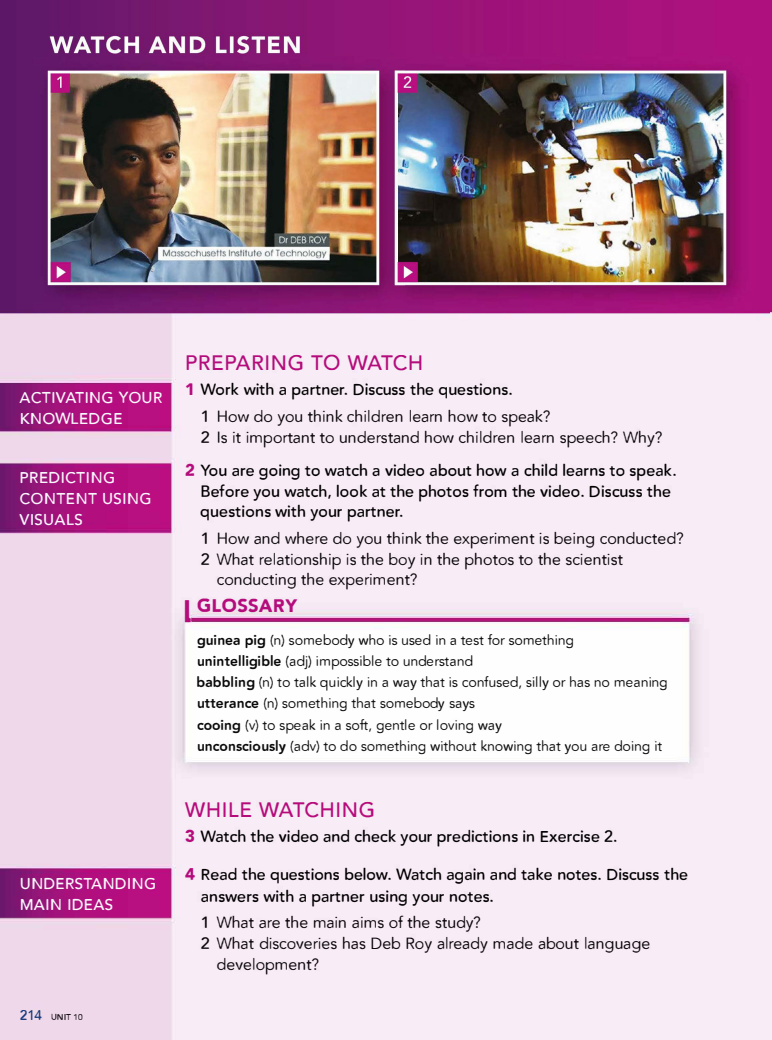 WATCH AND LISTEN
1
2
Dr DEB ROY
Massachusetts Institute of Technology
PREPARING TO WATCH
ACTIVATING YOUR
KNOWLEDGE
1 Work with a partner. Discuss the questions.
1 How do you think children learn how to speak?
2 Is it important to understand how children learn speech? Why?
PREDICTING
CONTENT USING
VISUALS
2 You are going to watch a video about how a child learns to speak.
Before you watch, look at the photos from the video. Discuss the
questions with your partner.
1 How and where do you think the experiment is being conducted?
2 What relationship is the boy in the photos to the scientist
conducting the experiment?
GLOSSARY
guinea pig (n) somebody who is used in a test for something
unintelligible (adj) impossible to understand
babbling (n) to talk quickly in a way that is confused, silly or has no meaning
utterance (n) something that somebody says
cooing (v) to speak in a soft, gentle or loving way
unconsciously (adv) to do something without knowing that you are doing it
WHILE WATCHING
3 Watch the video and check your predictions in Exercise 2.
UNDERSTANDING
MAIN IDEAS
4 Read the questions below. Watch again and take notes. Discuss the
answers with a partner using your notes.
1 What are the main aims of the study?
2 What discoveries has Deb Roy already made about language
development?
214 UNIT 10